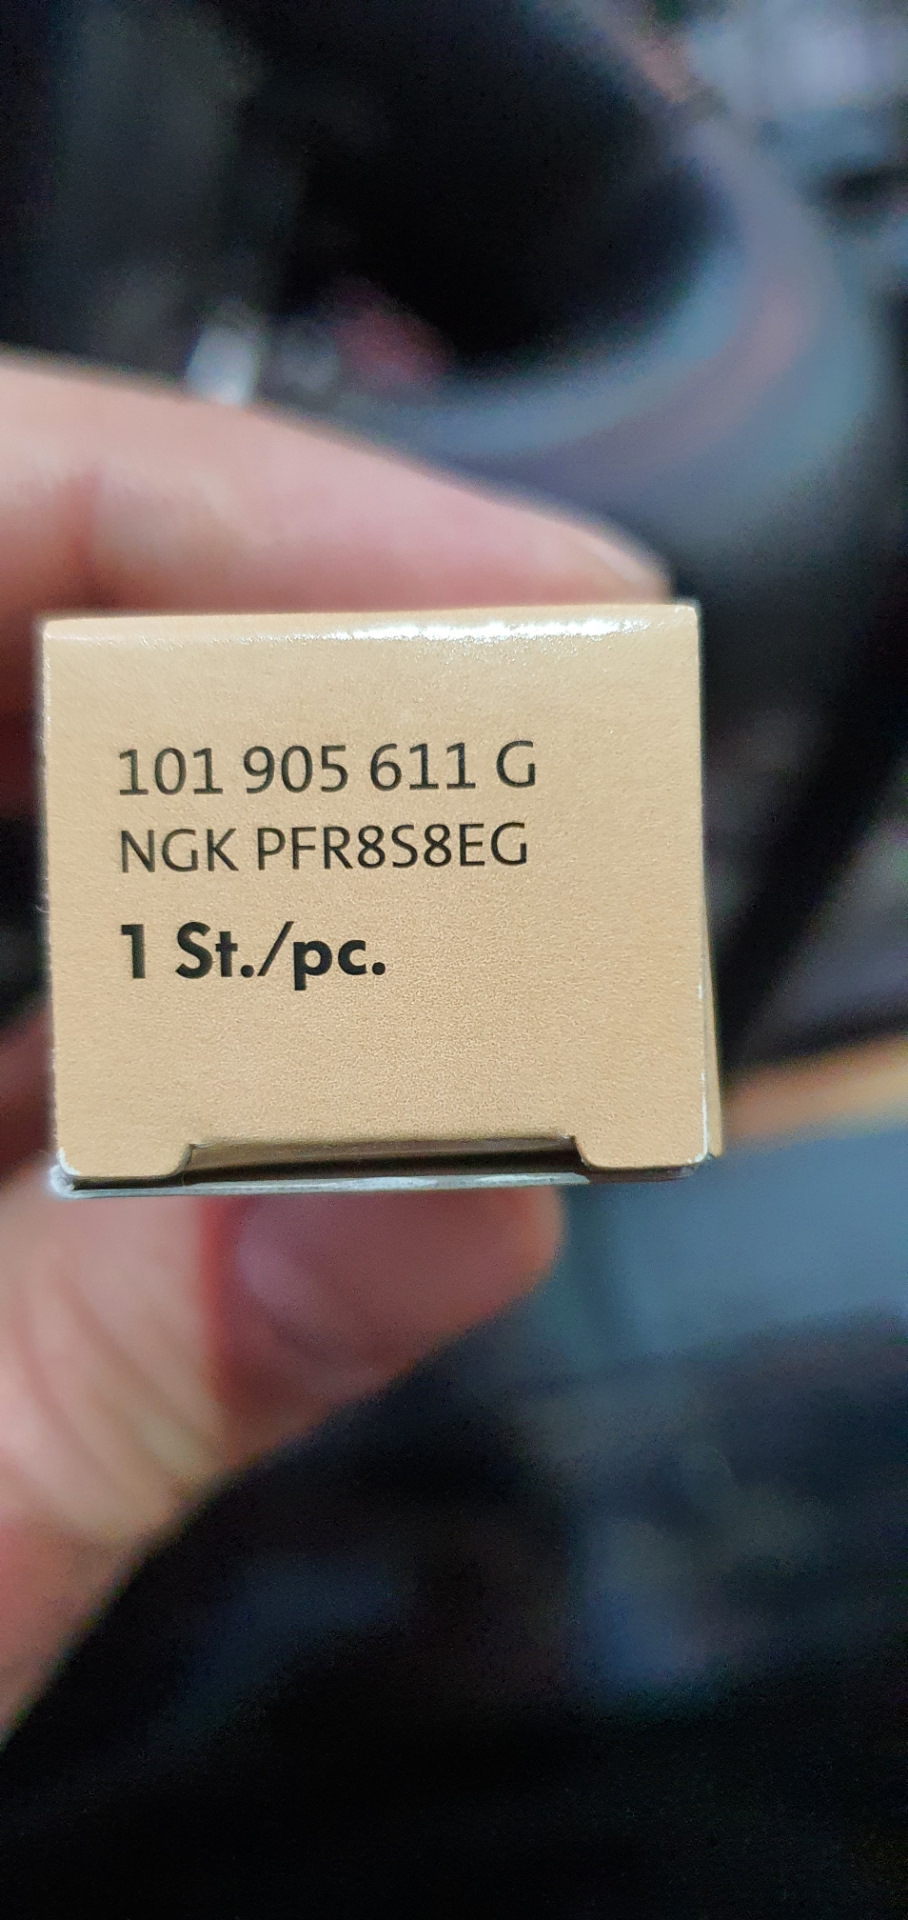 101 905 611 G
NGK PFR8S8EG
1 St./pc.